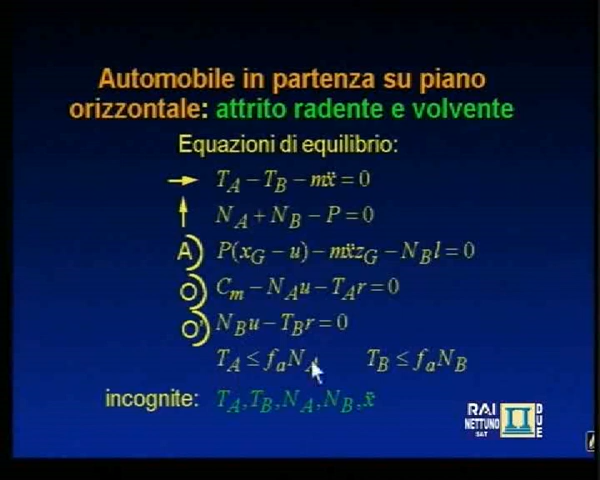 Automobile in partenza su piano
orizzontale: attrito radente e volvente
Equazioni di equilibrio:
→ T_A − T_B − mẍ = 0
↑ N_A + N_B − P = 0
A) P(x_G − u) − mẍz_G − N_B l = 0
O) C_m − N_A u − T_A r = 0
O') N_B u − T_B r = 0
T_A ≤ f_a N_A T_B ≤ f_a N_B
incognite: T_A, T_B, N_A, N_B, ẍ
RAI
NETTUNO
SAT
DUE